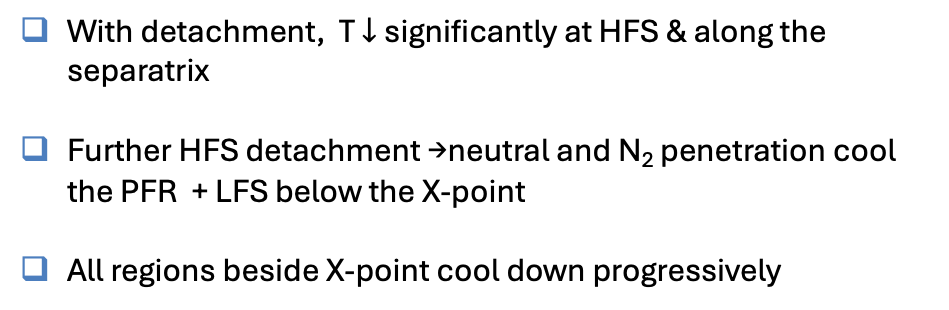 With detachment, T↓ significantly at HFS & along the
separatrix
Further HFS detachment →neutral and N₂ penetration cool
the PFR + LFS below the X-point
All regions beside X-point cool down progressively